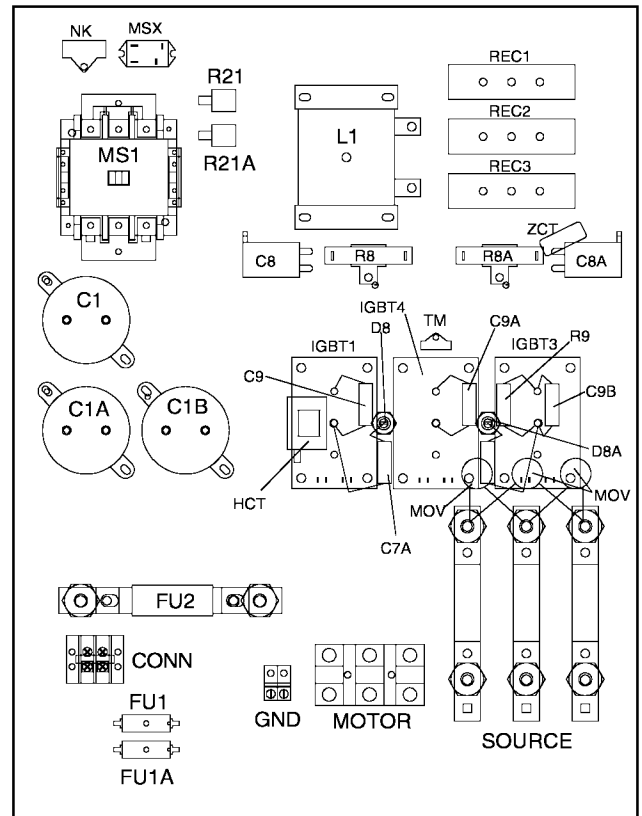 NK
MSX
R21
R21A
MS1
L1
REC1
REC2
REC3
ZCT
C8
R8
R8A
C8A
C1
C1A
C1B
IGBT1
IGBT4
D8
TM
C9A
IGBT3
R9
C9
C9B
D8A
HCT
C7A
MOV
MOV
FU2
CONN
FU1
FU1A
GND
MOTOR
SOURCE